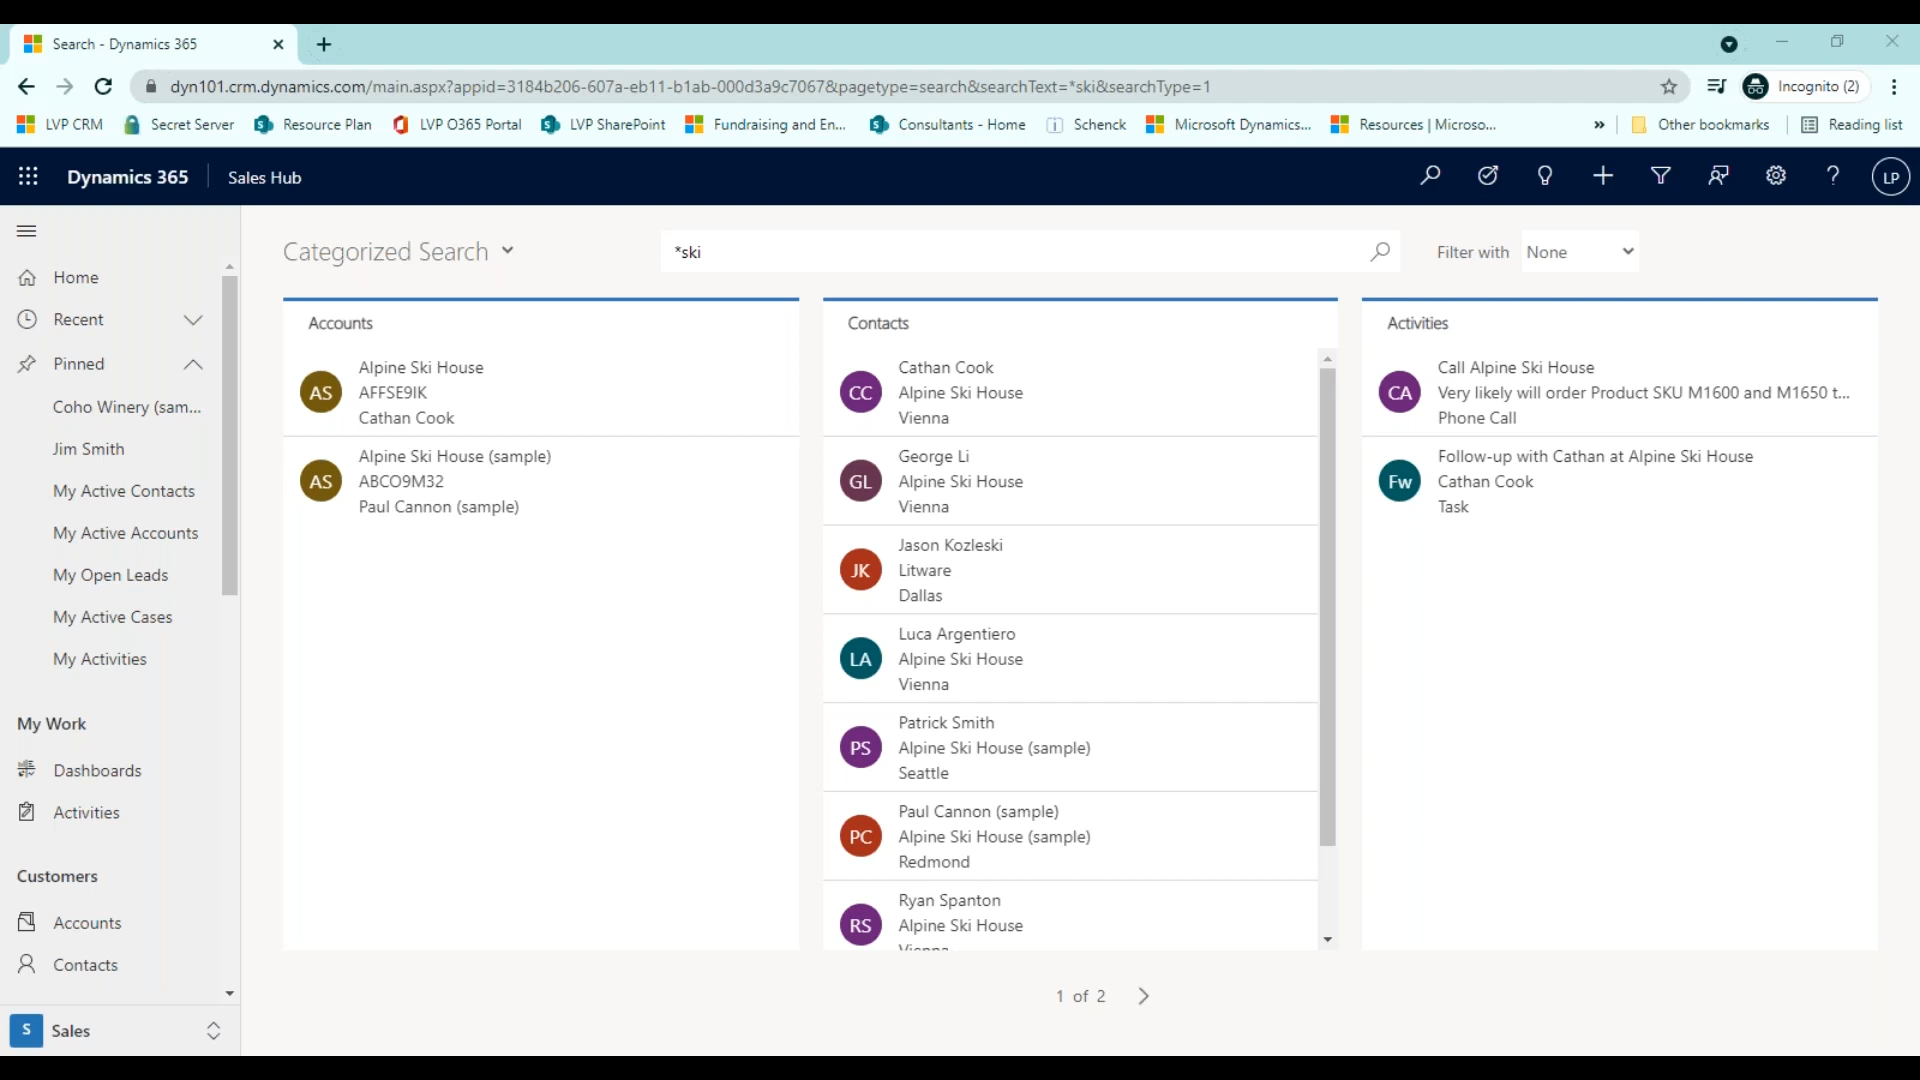 Search - Dynamics 365
dyn101.crm.dynamics.com/main.aspx?appid=3184b206-607a-eb11-b1ab-000d3a9c7067&pagetype=search&searchText=*ski&searchType=1
Incognito (2)
LVP CRM
Secret Server
Resource Plan
LVP O365 Portal
LVP SharePoint
Fundraising and En...
Consultants - Home
Schenck
Microsoft Dynamics...
Resources | Microso...
»
Other bookmarks
Reading list
Dynamics 365
Sales Hub
LP
Home
Recent
Pinned
Coho Winery (sam...
Jim Smith
My Active Contacts
My Active Accounts
My Open Leads
My Active Cases
My Activities
My Work
Dashboards
Activities
Customers
Accounts
Contacts
S
Sales
Categorized Search
*ski
Filter with
None
Accounts
AS
Alpine Ski House
AFFSE9IK
Cathan Cook
AS
Alpine Ski House (sample)
ABCO9M32
Paul Cannon (sample)
Contacts
CC
Cathan Cook
Alpine Ski House
Vienna
GL
George Li
Alpine Ski House
Vienna
JK
Jason Kozleski
Litware
Dallas
LA
Luca Argentiero
Alpine Ski House
Vienna
PS
Patrick Smith
Alpine Ski House (sample)
Seattle
PC
Paul Cannon (sample)
Alpine Ski House (sample)
Redmond
RS
Ryan Spanton
Alpine Ski House
Vienna
Activities
CA
Call Alpine Ski House
Very likely will order Product SKU M1600 and M1650 t...
Phone Call
Fw
Follow-up with Cathan at Alpine Ski House
Cathan Cook
Task
1 of 2